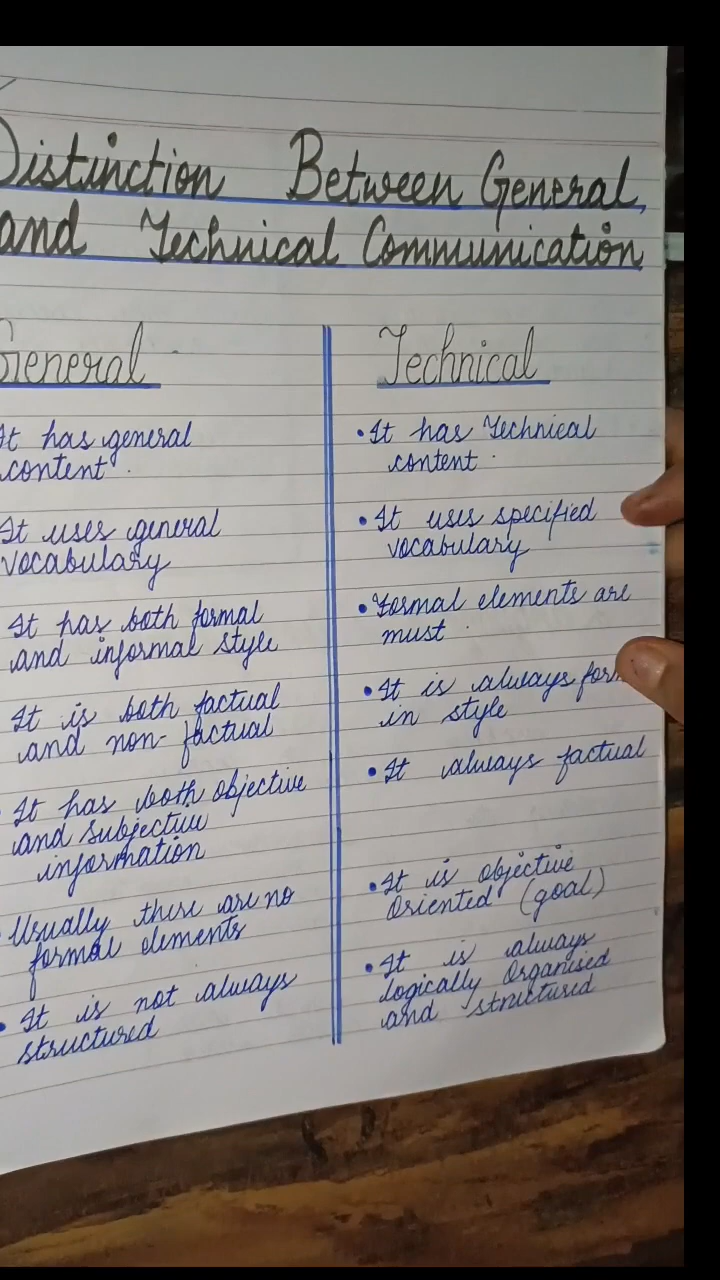 Distinction Between General,
and Technical Communication
General
It has general
content.
It uses general
vocabulary
It has both formal
and informal style
It is both factual
and non-factual
• It has both objective
and subjective
information
• Usually there are no
formal elements
• It is not always
structured
Technical
• It has Technical
content.
• It uses specified
vocabulary
• Formal elements are
must.
• It is always
in style
• It always factual
• It is objective
Oriented (goal)
• It is always
logically Organised
and structured